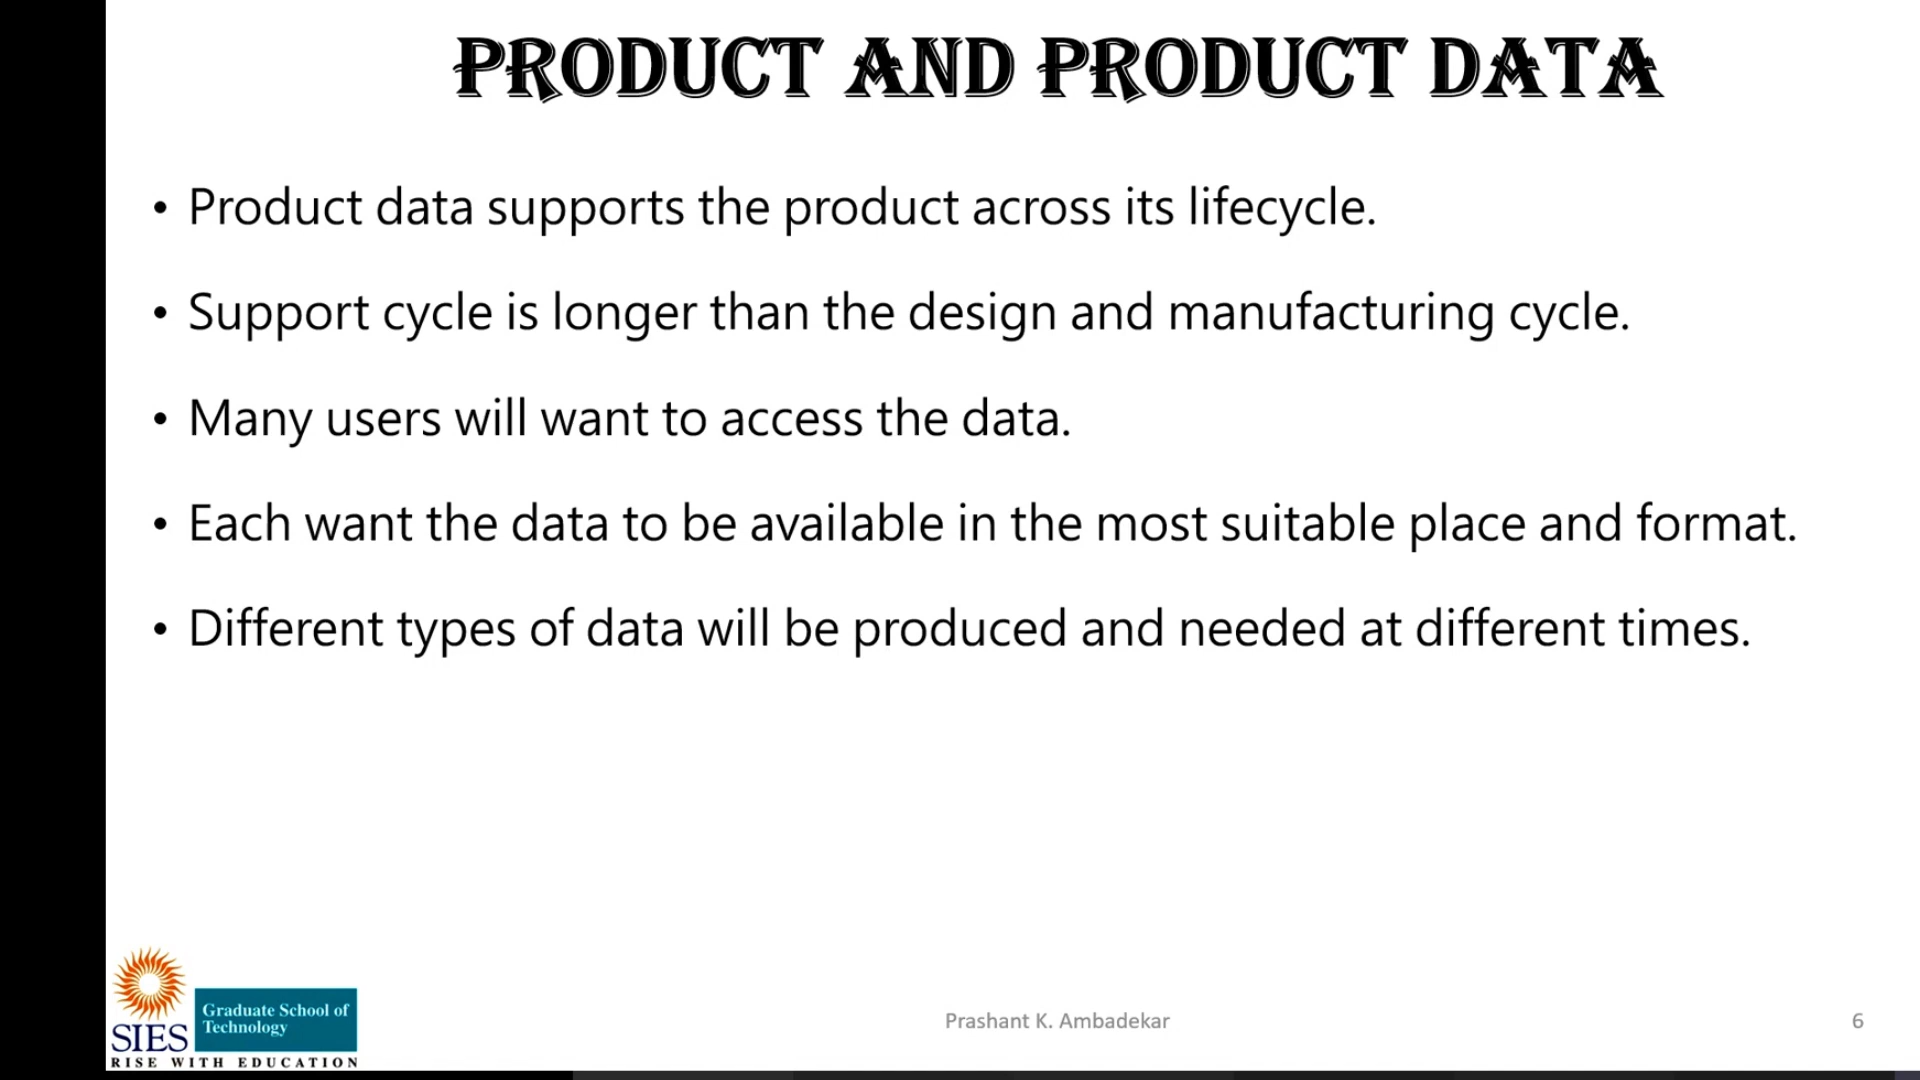 PRODUCT AND PRODUCT DATA
• Product data supports the product across its lifecycle.
• Support cycle is longer than the design and manufacturing cycle.
• Many users will want to access the data.
• Each want the data to be available in the most suitable place and format.
• Different types of data will be produced and needed at different times.
Graduate School of
Technology
SIES
RISE WITH EDUCATION
Prashant K. Ambadekar
6